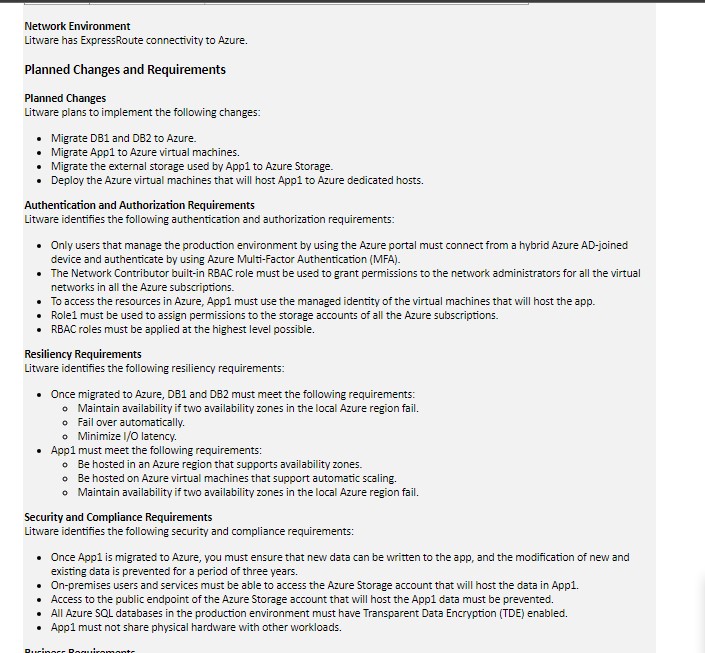 Network Environment
Litware has ExpressRoute connectivity to Azure.
Planned Changes and Requirements
Planned Changes
Litware plans to implement the following changes:
• Migrate DB1 and DB2 to Azure.
• Migrate App1 to Azure virtual machines.
• Migrate the external storage used by App1 to Azure Storage.
• Deploy the Azure virtual machines that will host App1 to Azure dedicated hosts.
Authentication and Authorization Requirements
Litware identifies the following authentication and authorization requirements:
• Only users that manage the production environment by using the Azure portal must connect from a hybrid Azure AD-joined
device and authenticate by using Azure Multi-Factor Authentication (MFA).
• The Network Contributor built-in RBAC role must be used to grant permissions to the network administrators for all the virtual
networks in all the Azure subscriptions.
• To access the resources in Azure, App1 must use the managed identity of the virtual machines that will host the app.
• Role1 must be used to assign permissions to the storage accounts of all the Azure subscriptions.
• RBAC roles must be applied at the highest level possible.
Resiliency Requirements
Litware identifies the following resiliency requirements:
• Once migrated to Azure, DB1 and DB2 must meet the following requirements:
o Maintain availability if two availability zones in the local Azure region fail.
o Fail over automatically.
o Minimize I/O latency.
• App1 must meet the following requirements:
o Be hosted in an Azure region that supports availability zones.
o Be hosted on Azure virtual machines that support automatic scaling.
o Maintain availability if two availability zones in the local Azure region fail.
Security and Compliance Requirements
Litware identifies the following security and compliance requirements:
• Once App1 is migrated to Azure, you must ensure that new data can be written to the app, and the modification of new and
existing data is prevented for a period of three years.
• On-premises users and services must be able to access the Azure Storage account that will host the data in App1.
• Access to the public endpoint of the Azure Storage account that will host the App1 data must be prevented.
• All Azure SQL databases in the production environment must have Transparent Data Encryption (TDE) enabled.
• App1 must not share physical hardware with other workloads.
Business Requirements